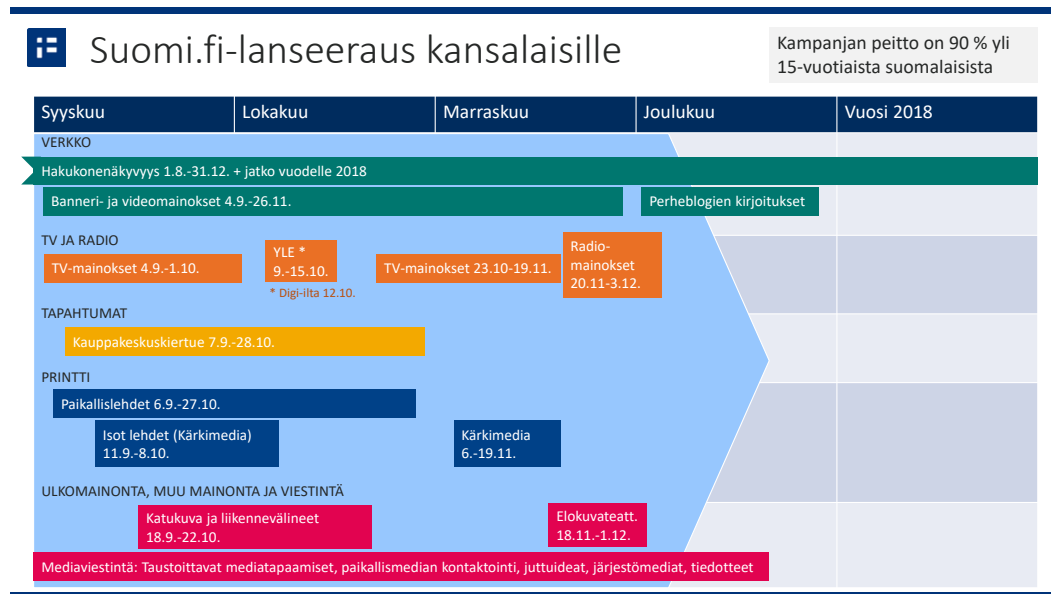 Suomi.fi-lanseeraus kansalaisille
Kampanjan peitto on 90 % yli
15-vuotiaista suomalaisista
Syyskuu
Lokakuu
Marraskuu
Joulukuu
Vuosi 2018
VERKKO
Hakukonenäkyvyys 1.8.-31.12. + jatko vuodelle 2018
Banneri- ja videomainokset 4.9.-26.11.
Perheblogien kirjoitukset
TV JA RADIO
TV-mainokset 4.9.-1.10.
YLE *
9.-15.10.
* Digi-ilta 12.10.
TV-mainokset 23.10-19.11.
Radio-
mainokset
20.11-3.12.
TAPAHTUMAT
Kauppakeskuskiertue 7.9.-28.10.
PRINTTI
Paikallislehdet 6.9.-27.10.
Isot lehdet (Kärkimedia)
11.9.-8.10.
Kärkimedia
6.-19.11.
ULKOMAINONTA, MUU MAINONTA JA VIESTINTÄ
Katukuva ja liikennevälineet
18.9.-22.10.
Elokuvateatt.
18.11.-1.12.
Mediaviestintä: Taustoittavat mediatapaamiset, paikallismedian kontaktointi, juttuideat, järjestömediat, tiedotteet